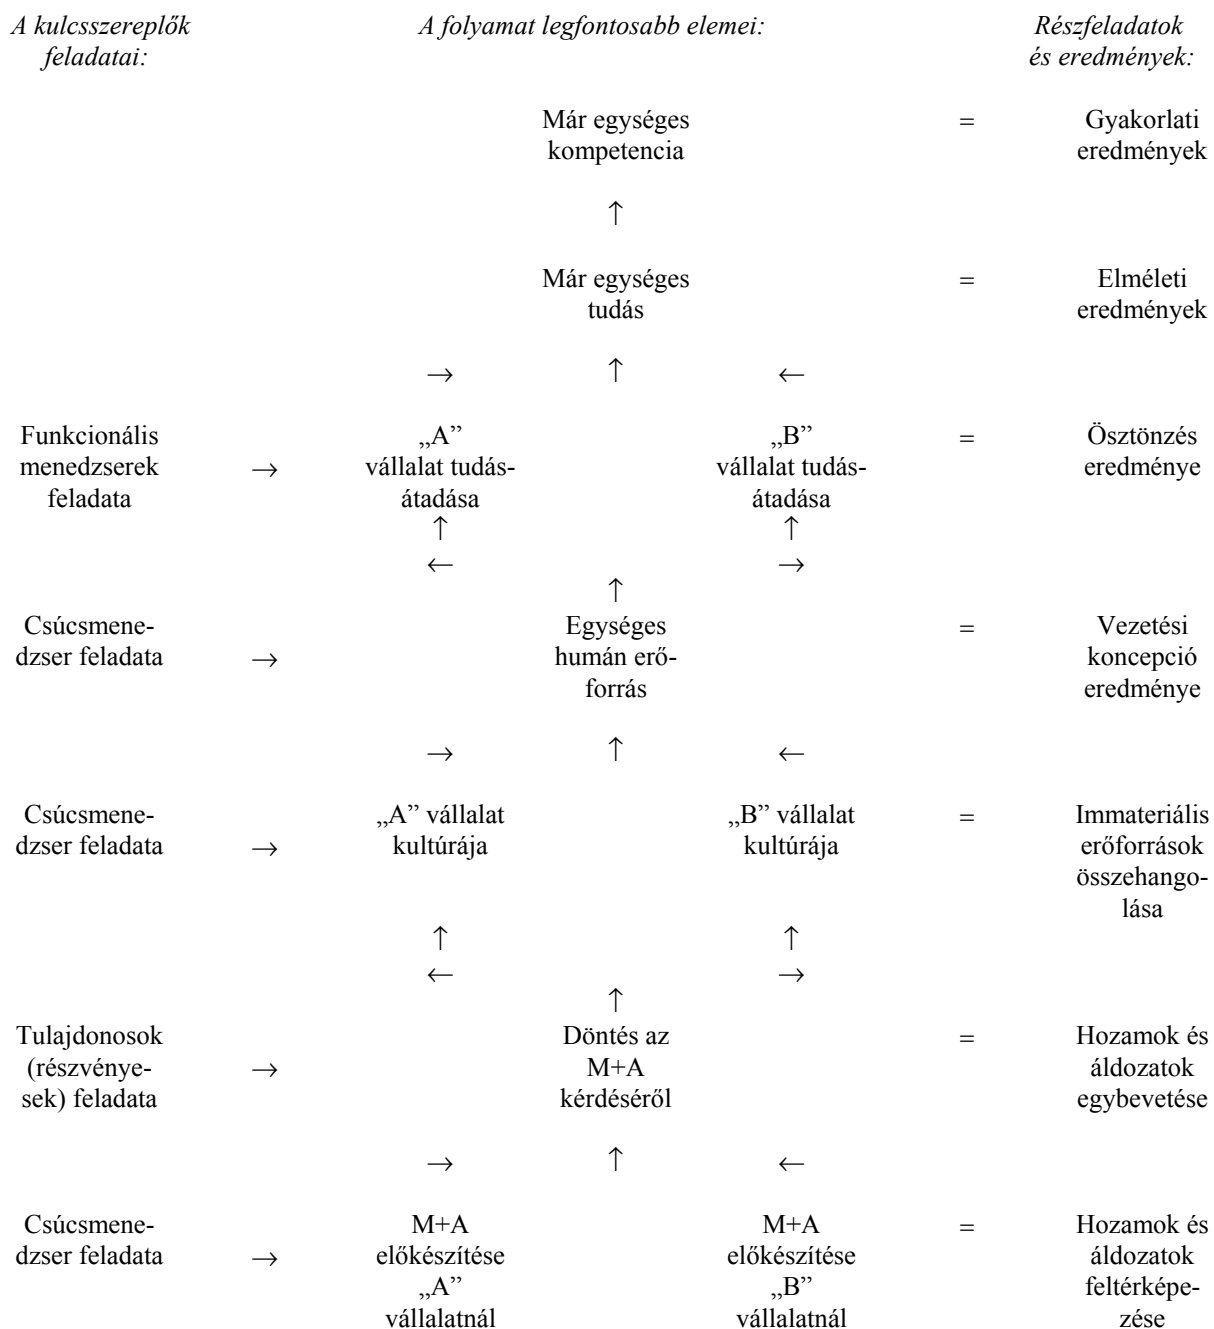 A kulcsszereplők A folyamat legfontosabb elemei: Részfeladatok
feladatai: és eredmények:
Már egységes = Gyakorlati
kompetencia eredmények
↑
Már egységes = Elméleti
tudás eredmények
→ ↑ ←
Funkcionális „A” „B” = Ösztönzés
menedzserek → vállalat tudás- vállalat tudás- eredménye
feladata átadása átadása
↑ ↑
← →
↑
Csúcsmene- Egységes = Vezetési
dzser feladata → humán erő- koncepció
forrás eredménye
→ ↑ ←
Csúcsmene- „A” vállalat „B” vállalat = Immateriális
dzser feladata → kultúrája kultúrája erőforrások
összehango-
lása
↑ ↑
← →
↑
Tulajdonosok Döntés az = Hozamok és
(részvénye- → M+A áldozatok
sek) feladata kérdéséről egybevetése
→ ↑ ←
Csúcsmene- M+A M+A = Hozamok és
dzser feladata → előkészítése előkészítése áldozatok
„A” „B” feltérképe-
vállalatnál vállalatnál zése